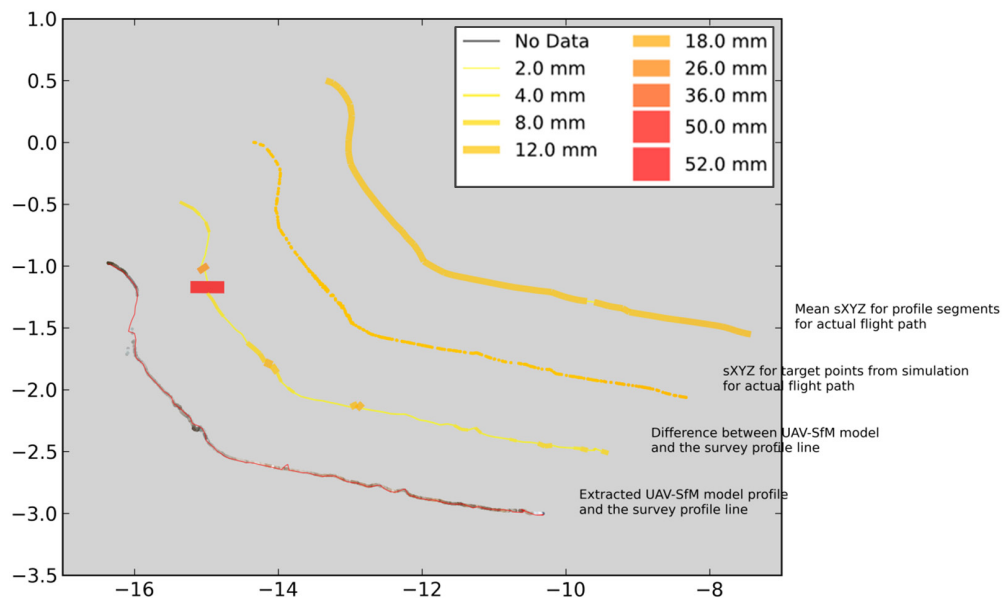 1.0
0.5
0.0
−0.5
−1.0
−1.5
−2.0
−2.5
−3.0
−3.5
−16
−14
−12
−10
−8
No Data
2.0 mm
4.0 mm
8.0 mm
12.0 mm
18.0 mm
26.0 mm
36.0 mm
50.0 mm
52.0 mm
Mean sXYZ for profile segments
for actual flight path
sXYZ for target points from simulation
for actual flight path
Difference between UAV-SfM model
and the survey profile line
Extracted UAV-SfM model profile
and the survey profile line